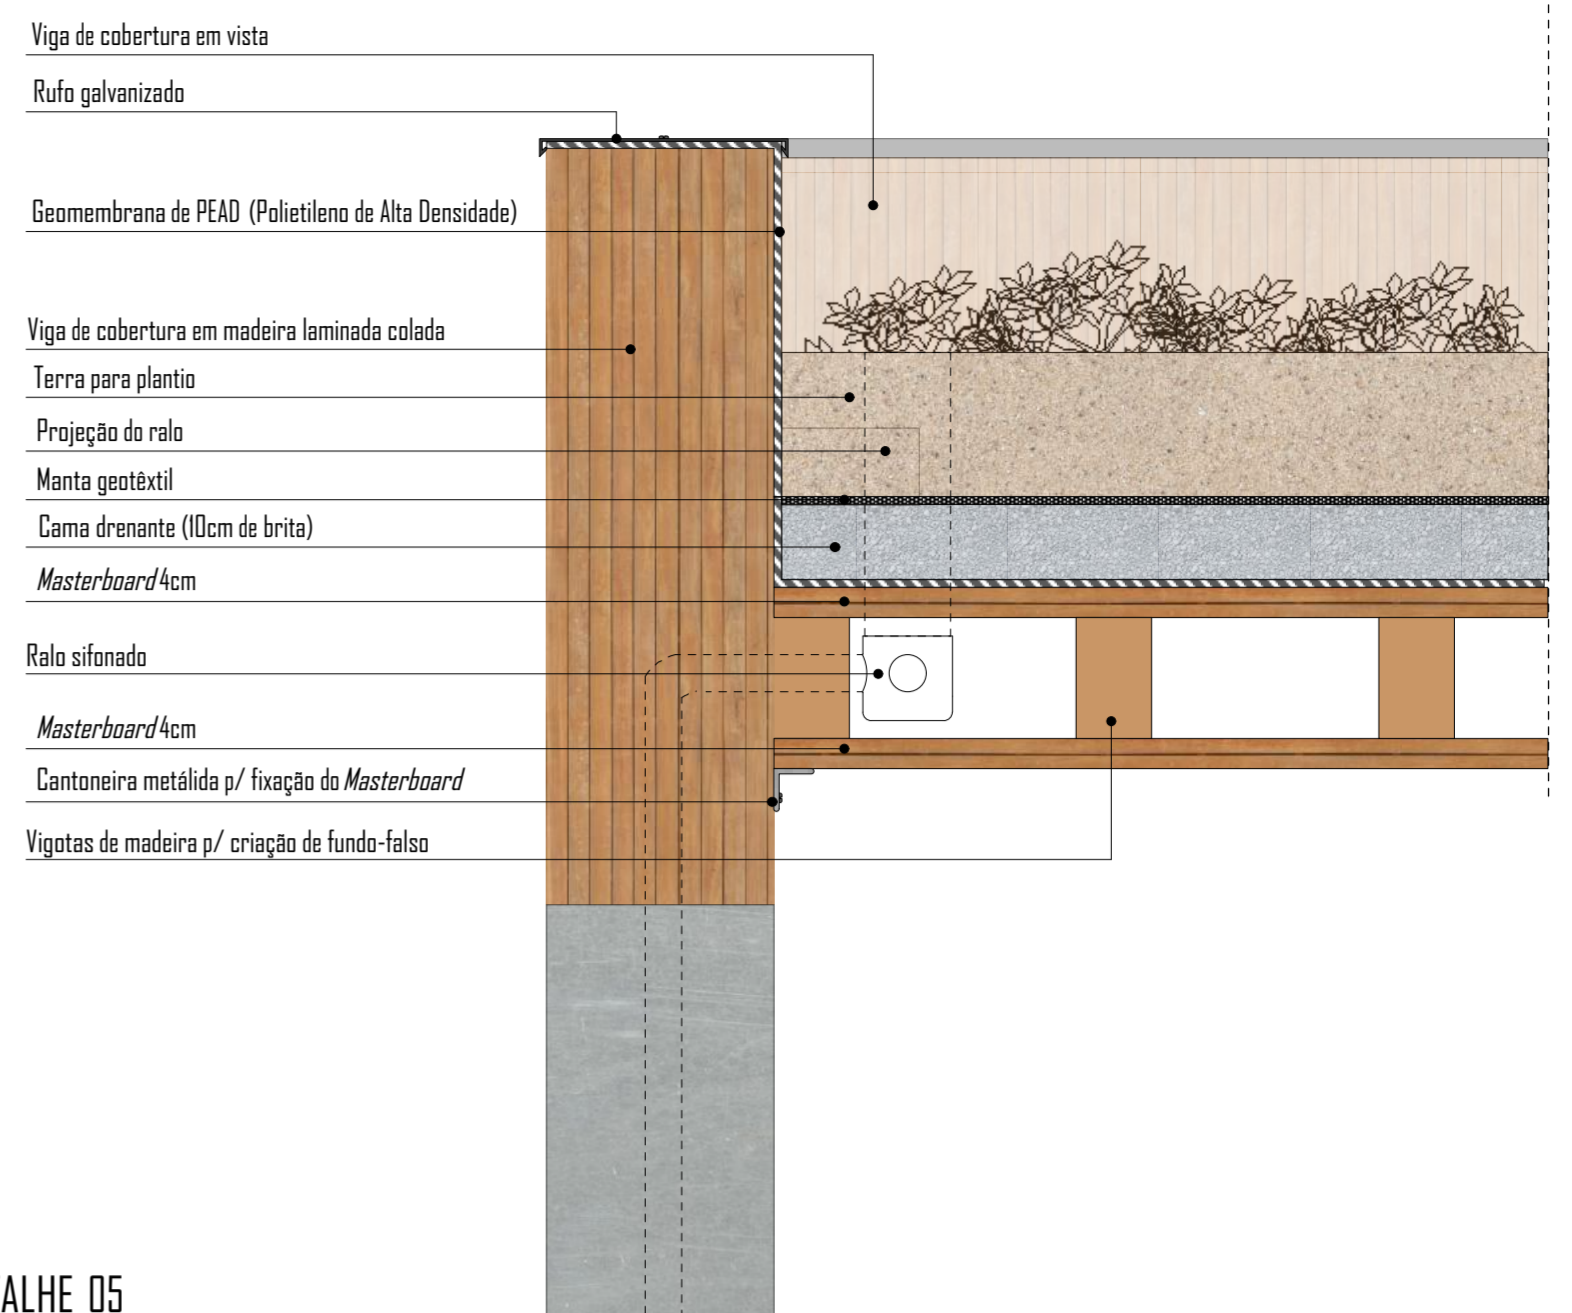 Viga de cobertura em vista
Rufo galvanizado
Geomembrana de PEAD (Polietileno de Alta Densidade)
Viga de cobertura em madeira laminada colada
Terra para plantio
Projeção do ralo
Manta geotêxtil
Cama drenante (10cm de brita)
Masterboard 4cm
Ralo sifonado
Masterboard 4cm
Cantoneira metálida p/ fixação do Masterboard
Vigotas de madeira p/ criação de fundo-falso
ALHE 05